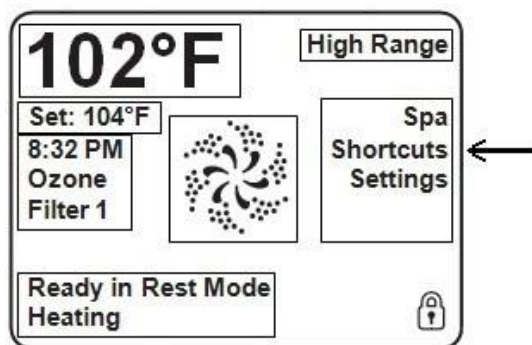 102°F
High Range
Set: 104°F
8:32 PM
Ozone
Filter 1
Spa
Shortcuts
Settings
Ready in Rest Mode
Heating